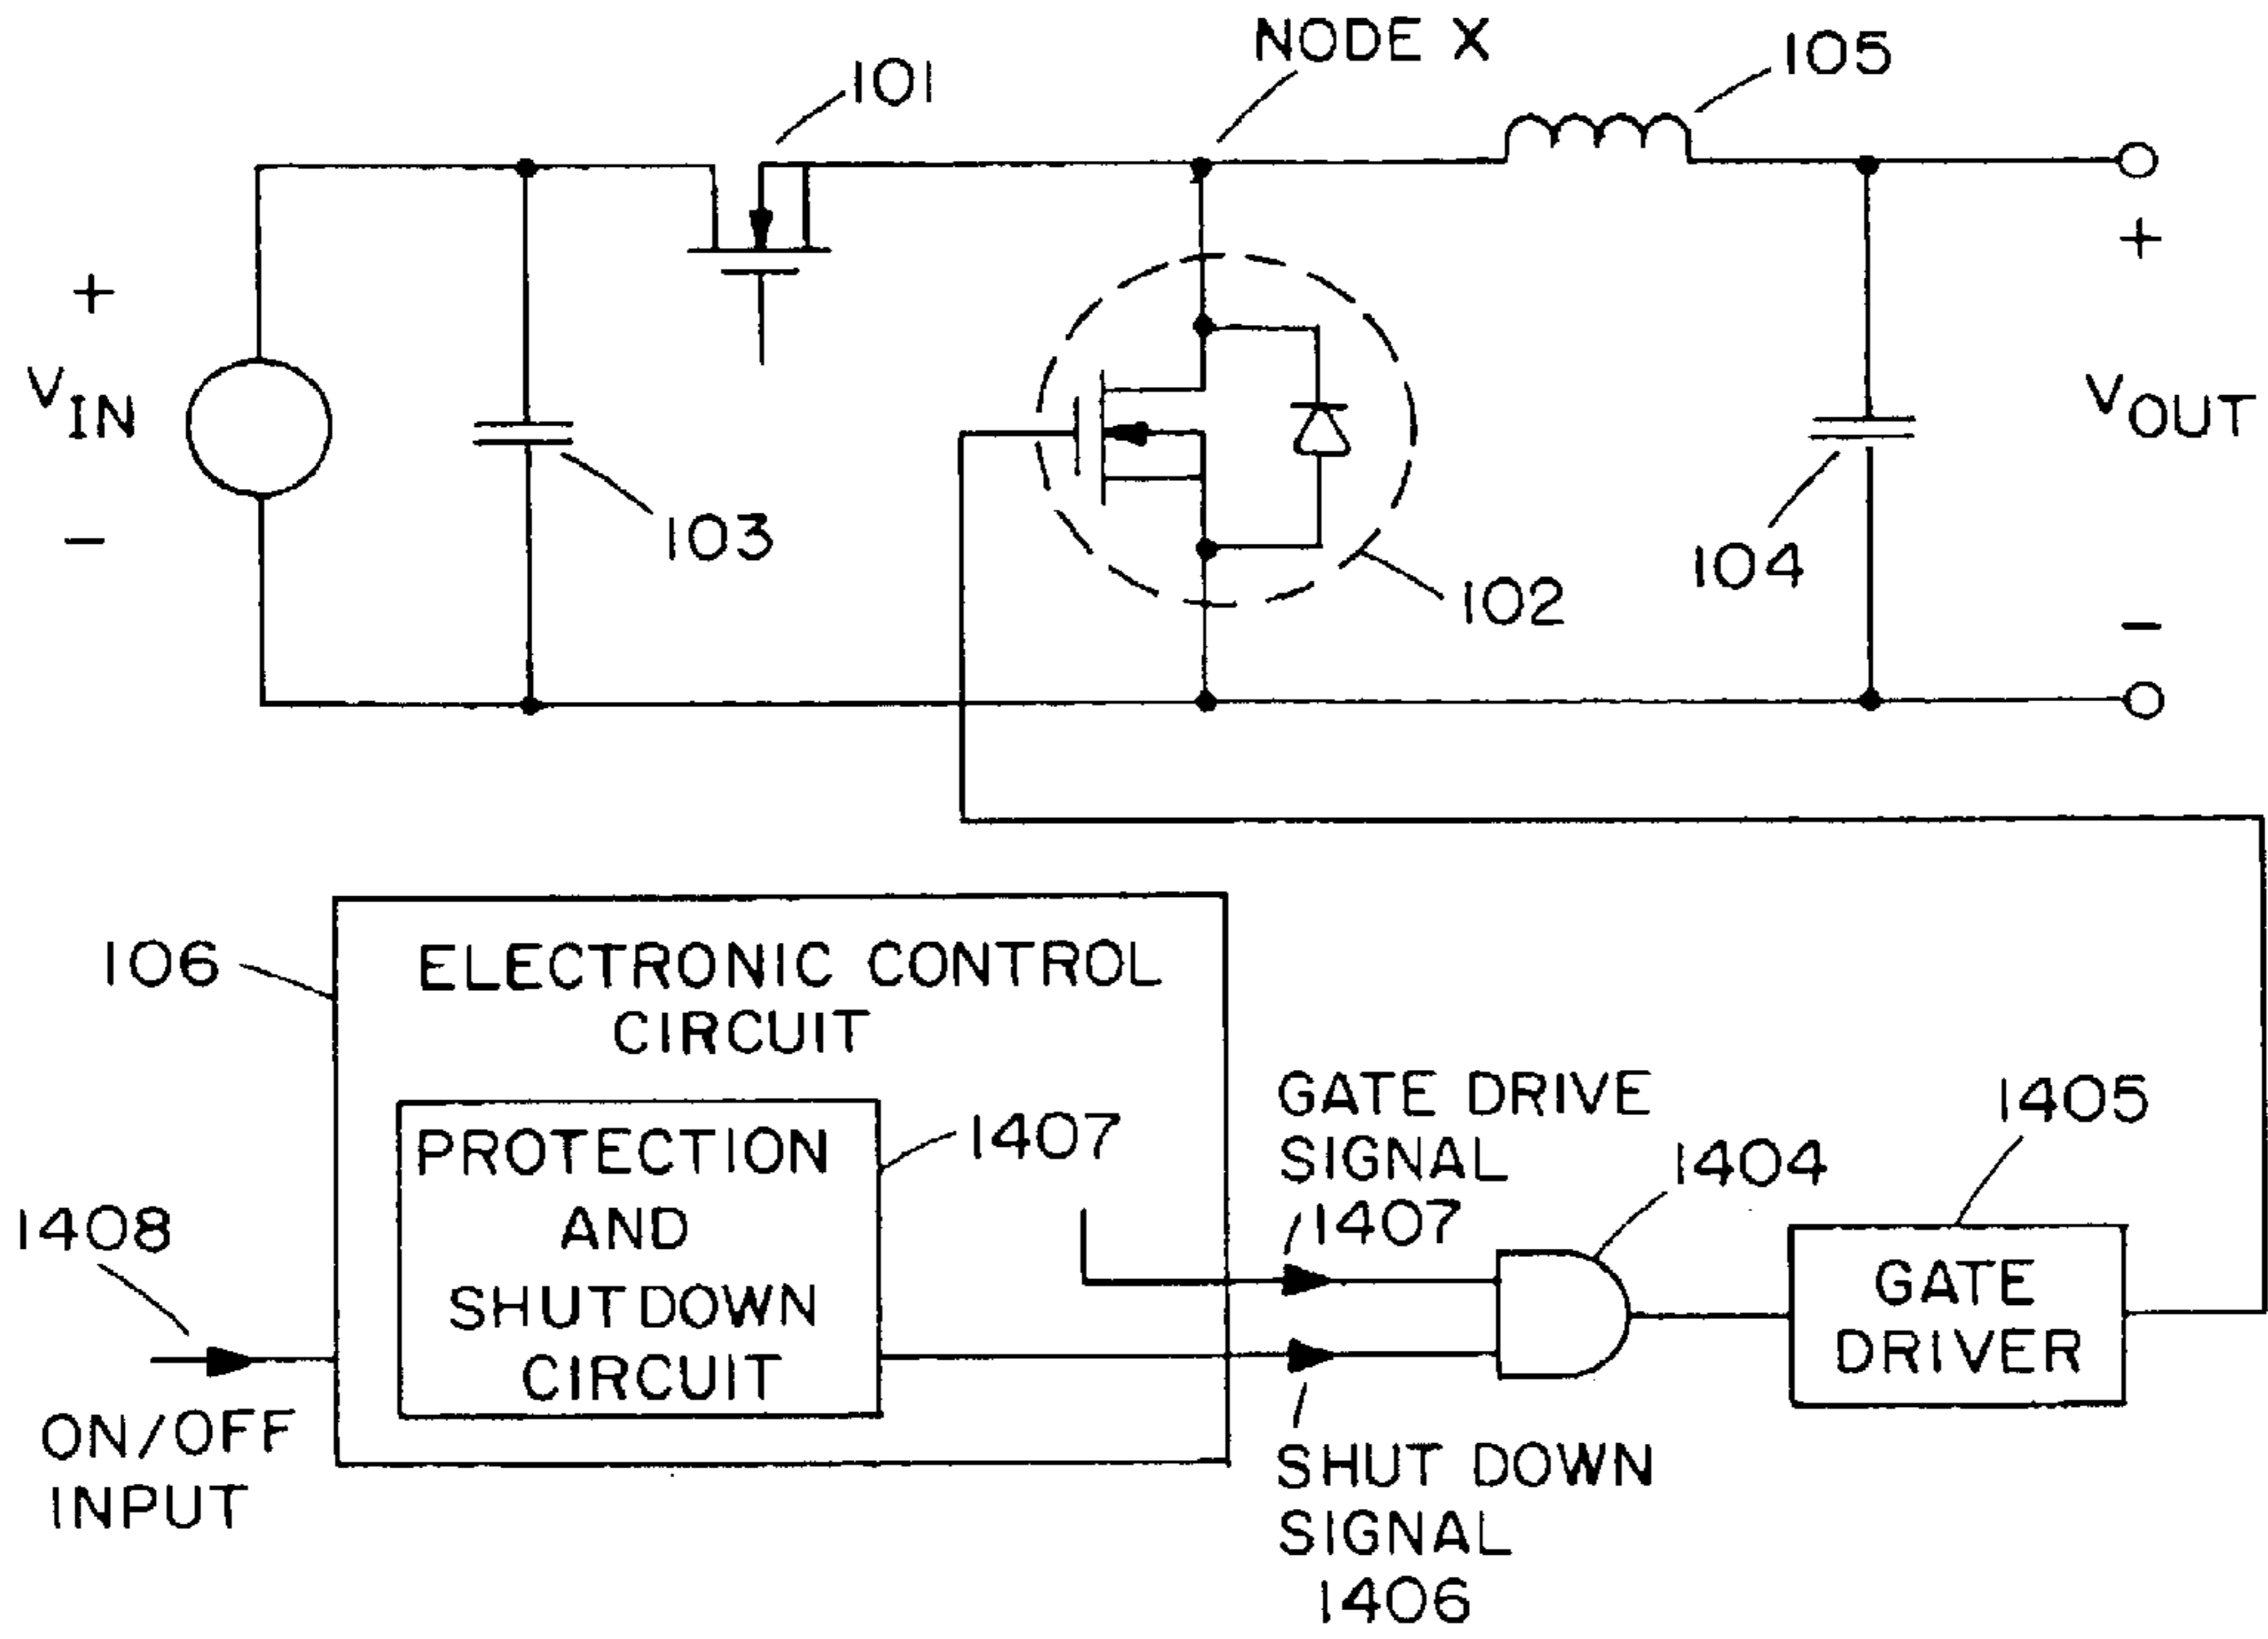 NODE X
101
105
+
VIN
−
103
102
104
+
VOUT
−
106
ELECTRONIC CONTROL
CIRCUIT
PROTECTION
AND
SHUTDOWN
CIRCUIT
1407
1408
ON/OFF
INPUT
GATE DRIVE
SIGNAL
1407
1404
1405
GATE
DRIVER
SHUT DOWN
SIGNAL
1406